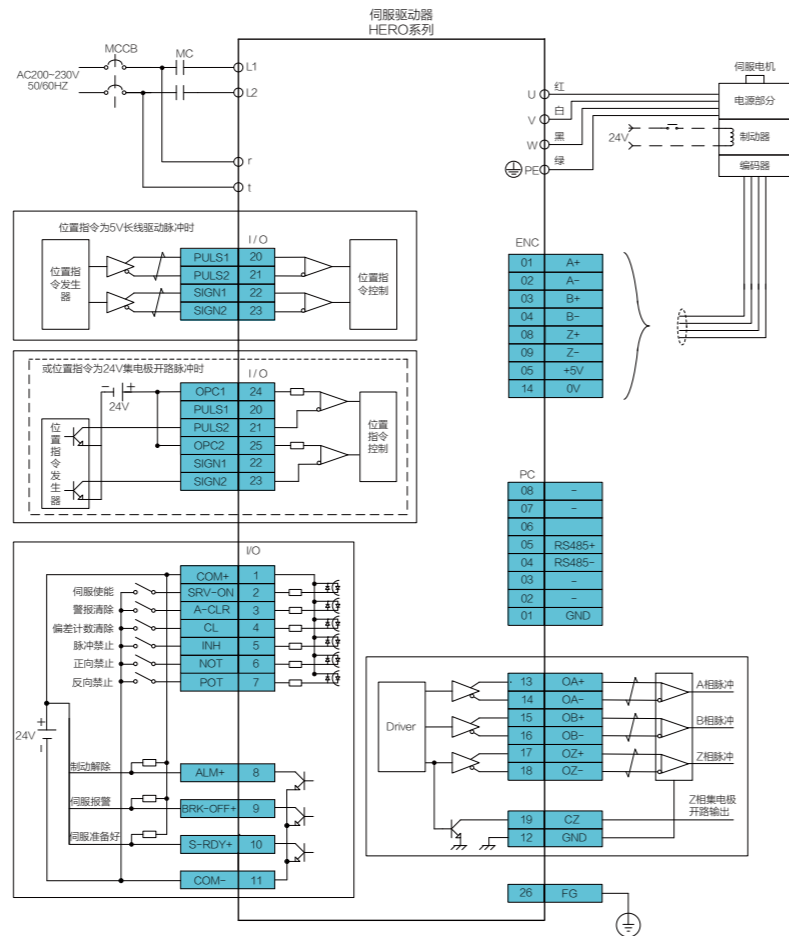 伺服驱动器
HERO系列
MCCB
MC
AC200~230V
50/60HZ
L1
L2
r
t
U
红
V
白
W
黑
PE
绿
伺服电机
电源部分
24V
制动器
编码器
位置指令为5V长线驱动脉冲时
I/O
位置指
令发生
器
PULS1 20
PULS2 21
SIGN1 22
SIGN2 23
位置指
令控制
ENC
01 A+
02 A-
03 B+
04 B-
08 Z+
09 Z-
05 +5V
14 0V
或位置指令为24V集电极开路脉冲时
I/O
- +
24V
位
置
指
令
发
生
器
OPC1 24
PULS1 20
PULS2 21
OPC2 25
SIGN1 22
SIGN2 23
位置
指令
控制
PC
08 -
07 -
06
05 RS485+
04 RS485-
03 -
02 -
01 GND
I/O
COM+ 1
伺服使能 SRV-ON 2
警报清除 A-CLR 3
偏差计数清除 CL 4
脉冲禁止 INH 5
正向禁止 NOT 6
反向禁止 POT 7
+
24V
-
制动解除 ALM+ 8
伺服报警 BRK-OFF+ 9
伺服准备好 S-RDY+ 10
COM- 11
Driver
13 OA+
14 OA-
A相脉冲
15 OB+
16 OB-
B相脉冲
17 OZ+
18 OZ-
Z相脉冲
19 CZ
12 GND
Z相集电极
开路输出
26 FG